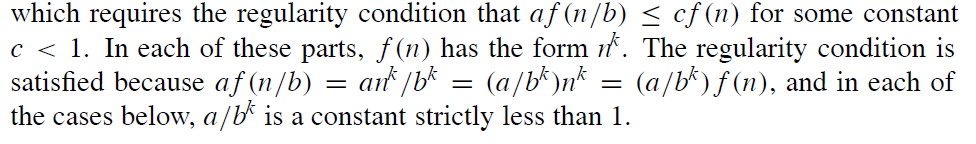 which requires the regularity condition that af(n/b) ≤ cf(n) for some constant
c < 1. In each of these parts, f(n) has the form n^k. The regularity condition is
satisfied because af(n/b) = an^k/b^k = (a/b^k)n^k = (a/b^k)f(n), and in each of
the cases below, a/b^k is a constant strictly less than 1.